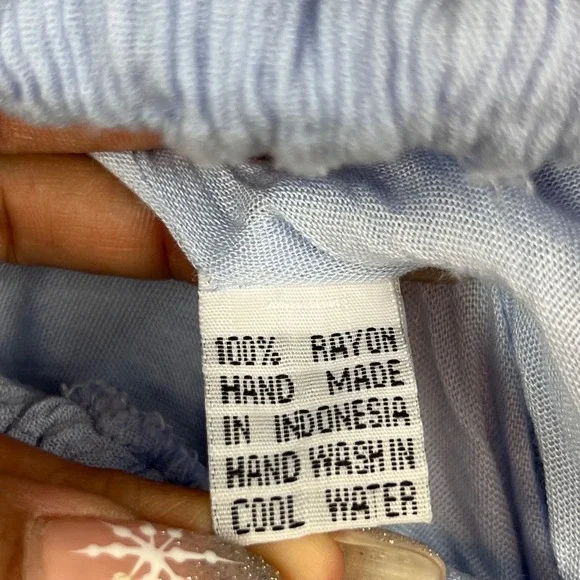 100% RAYON
HAND MADE
IN INDONESIA
HAND WASH IN
COOL WATER